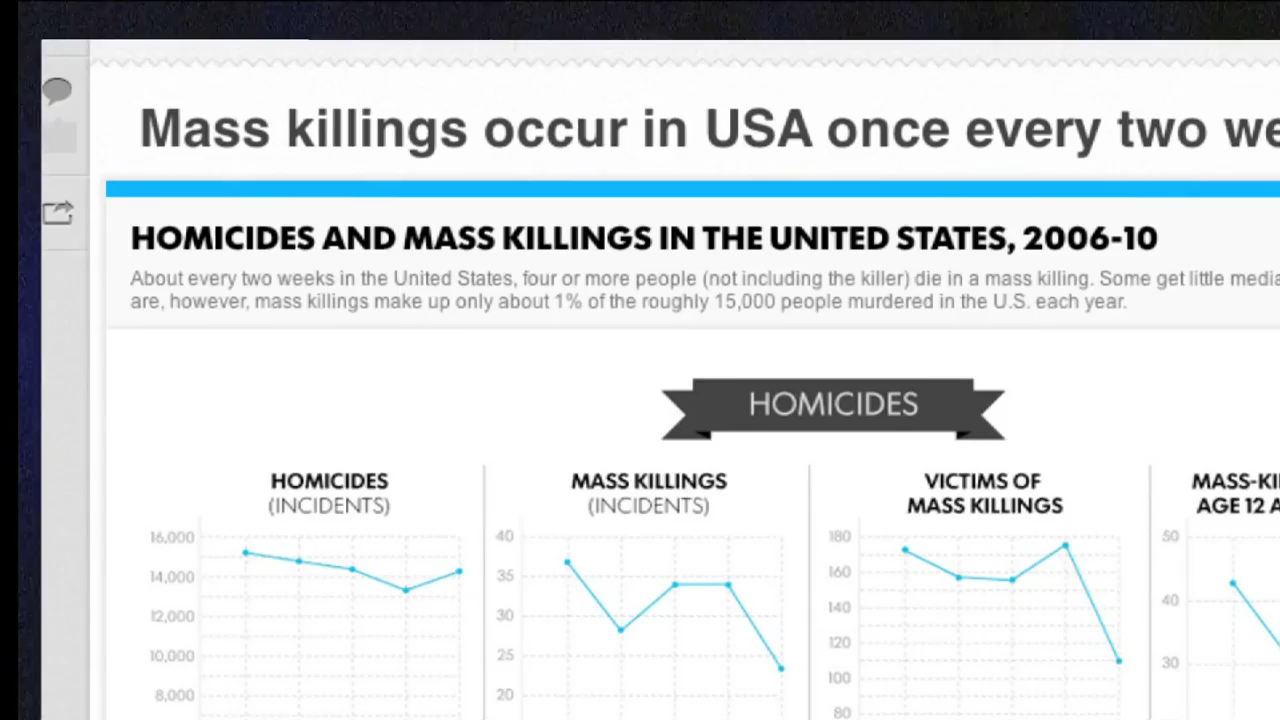 Mass killings occur in USA once every two we
HOMICIDES AND MASS KILLINGS IN THE UNITED STATES, 2006-10
About every two weeks in the United States, four or more people (not including the killer) die in a mass killing. Some get little media
are, however, mass killings make up only about 1% of the roughly 15,000 people murdered in the U.S. each year.
HOMICIDES
HOMICIDES
(INCIDENTS)
16,000
14,000
12,000
10,000
8,000
MASS KILLINGS
(INCIDENTS)
40
35
30
25
20
VICTIMS OF
MASS KILLINGS
180
160
140
120
100
80
MASS-KI
AGE 12 A
50
40
30